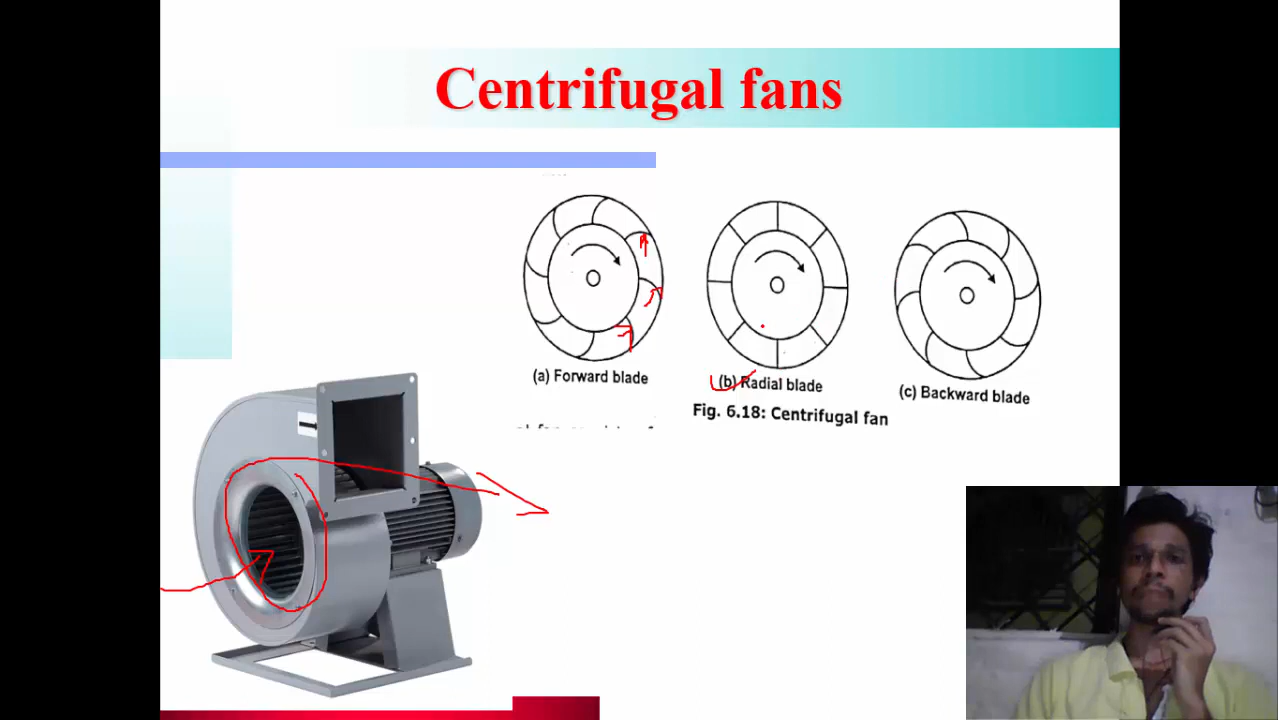 Centrifugal fans
(a) Forward blade
(b) Radial blade
(c) Backward blade
Fig. 6.18: Centrifugal fan